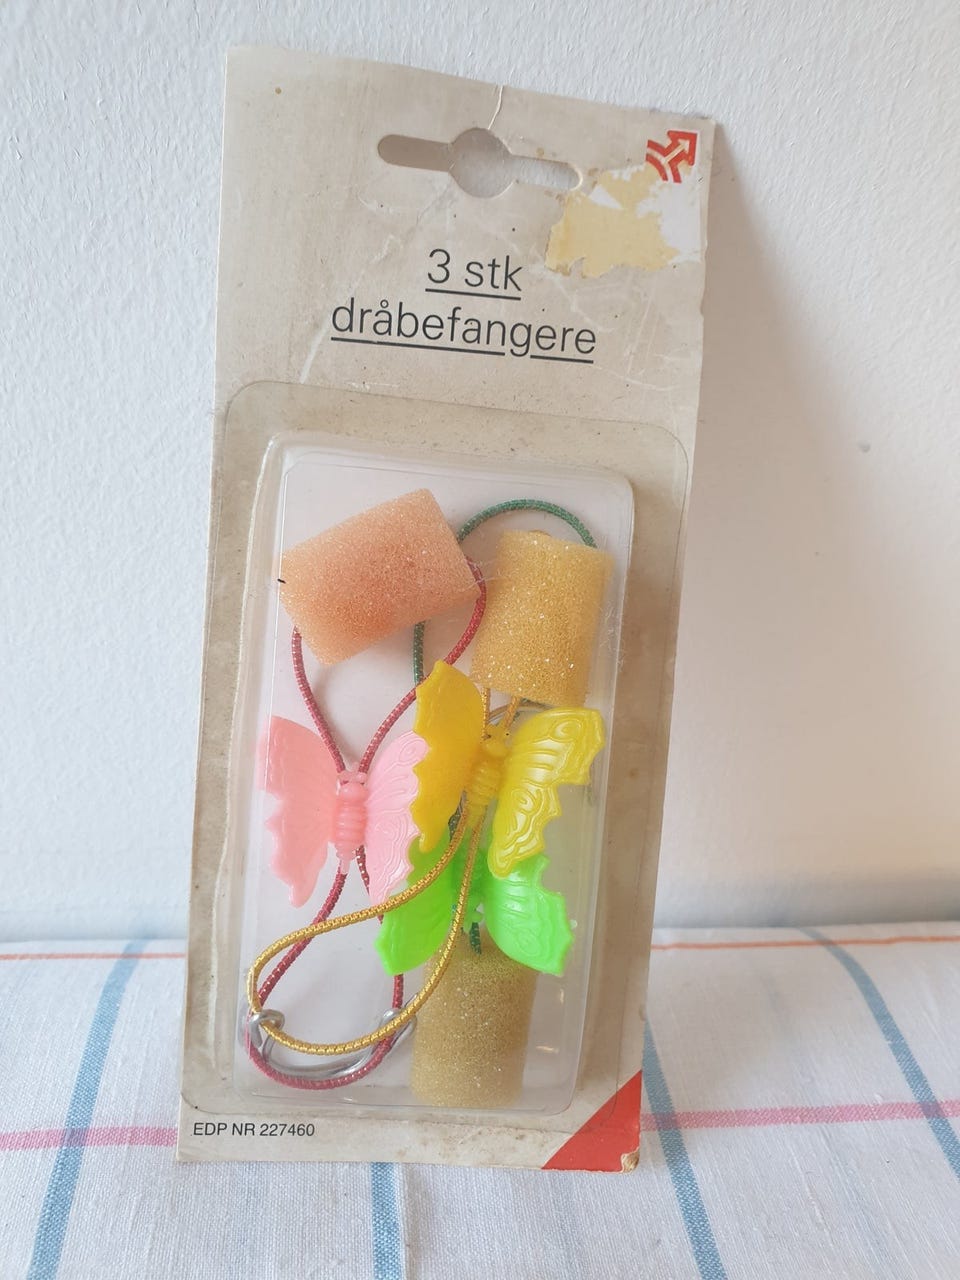 3 stk
dråbefangere
EDP NR 227460